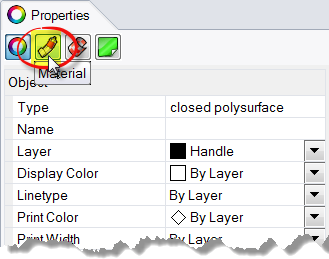 Properties
Material
Object
Type closed polysurface
Name
Layer Handle
Display Color By Layer
Linetype By Layer
Print Color By Layer
Print Width By Layer